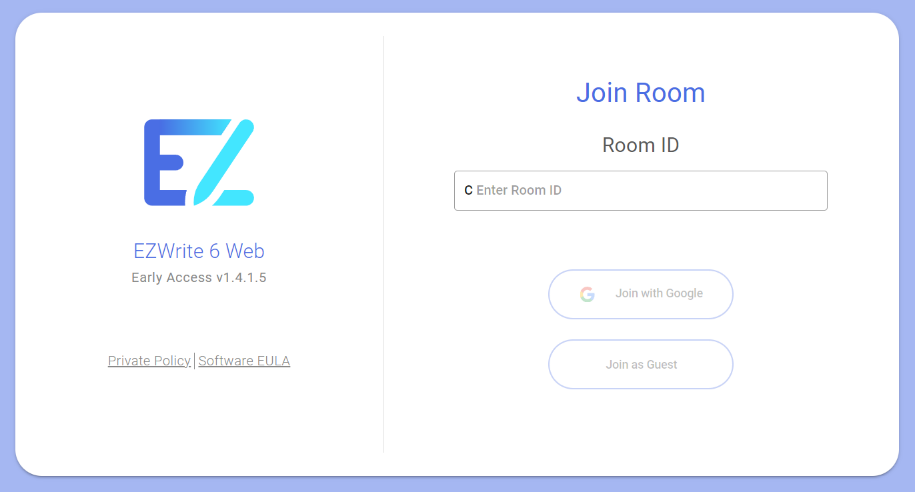 EZ
EZWrite 6 Web
Early Access v1.4.1.5
Private Policy | Software EULA
Join Room
Room ID
C Enter Room ID
Join with Google
Join as Guest